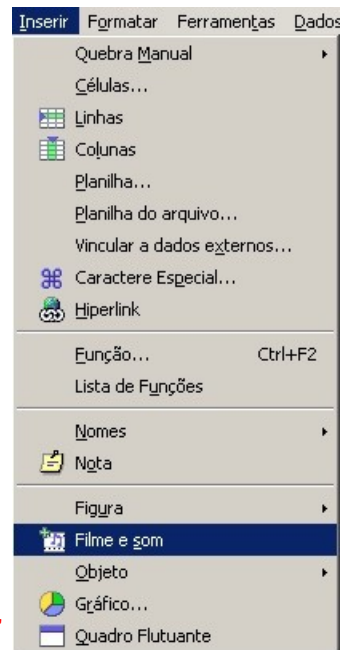 Inserir Formatar Ferramentas Dados
Quebra Manual
Células...
Linhas
Colunas
Planilha...
Planilha do arquivo...
Vincular a dados externos...
Caractere Especial...
Hiperlink
Função... Ctrl+F2
Lista de Funções
Nomes
Nota
Figura
Filme e som
Objeto
Gráfico...
Quadro Flutuante